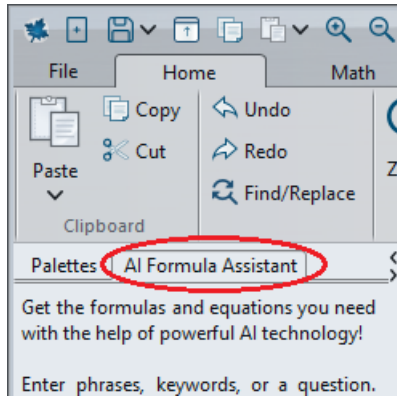 File Home Math
Copy Undo
Paste Cut Redo
Find/Replace
Z
Clipboard
Palettes AI Formula Assistant
Get the formulas and equations you need
with the help of powerful AI technology!
Enter phrases, keywords, or a question.